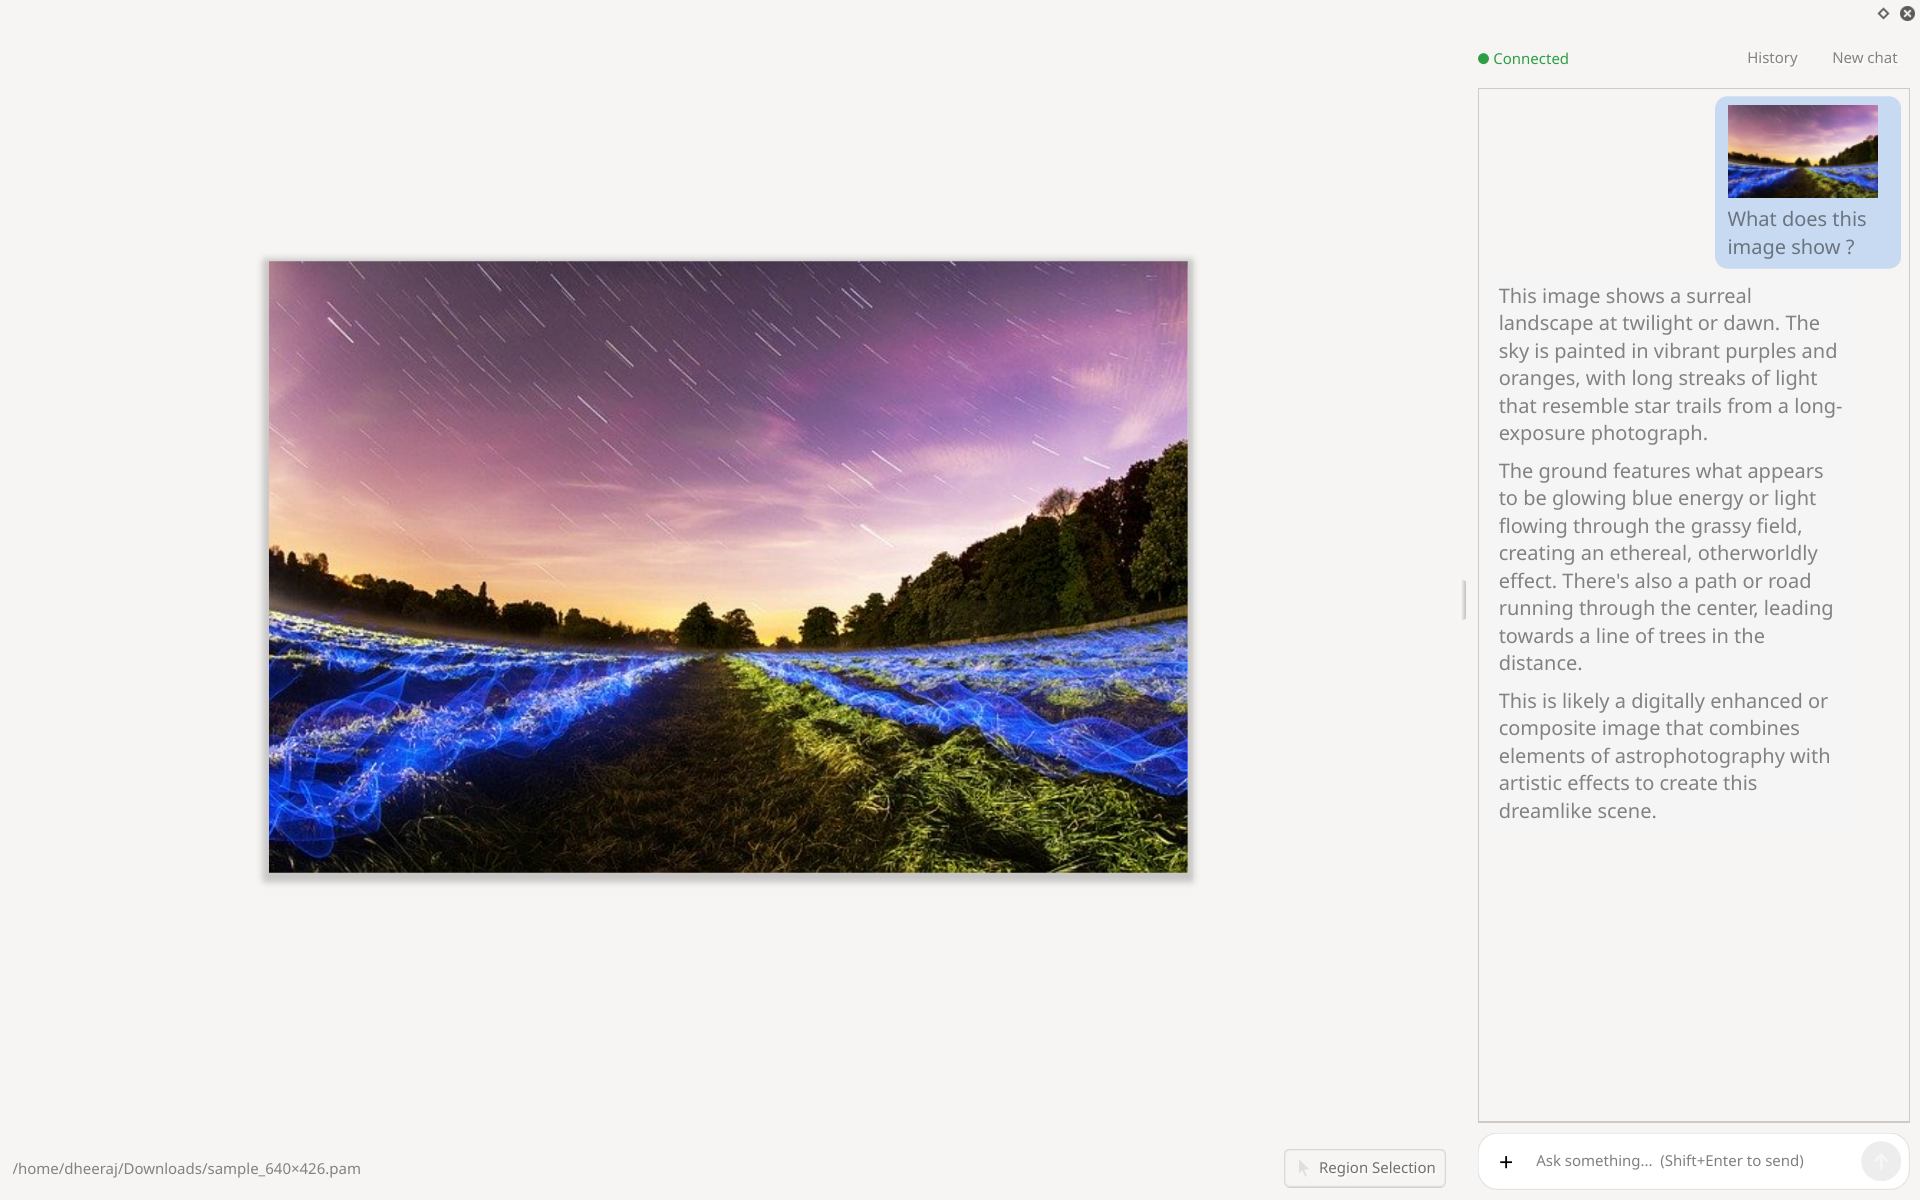 Connected
History
New chat
What does this
image show ?
This image shows a surreal
landscape at twilight or dawn. The
sky is painted in vibrant purples and
oranges, with long streaks of light
that resemble star trails from a long-
exposure photograph.
The ground features what appears
to be glowing blue energy or light
flowing through the grassy field,
creating an ethereal, otherworldly
effect. There's also a path or road
running through the center, leading
towards a line of trees in the
distance.
This is likely a digitally enhanced or
composite image that combines
elements of astrophotography with
artistic effects to create this
dreamlike scene.
/home/dheeraj/Downloads/sample_640×426.pam
Region Selection
Ask something... (Shift+Enter to send)